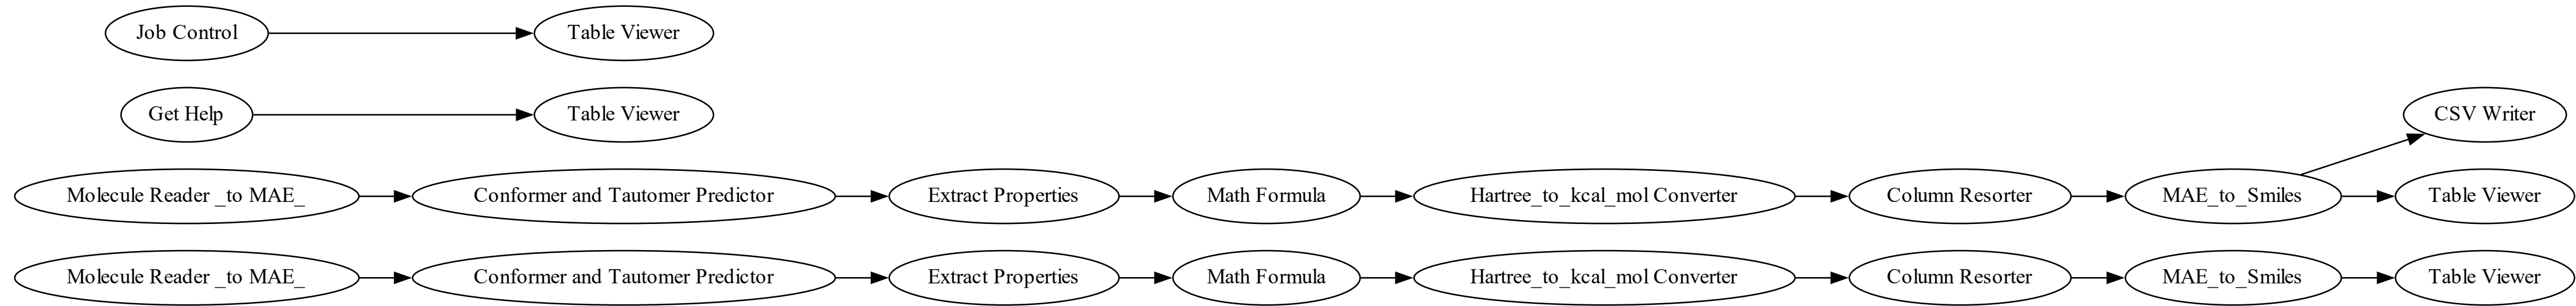 Job Control
Table Viewer
Get Help
Table Viewer
CSV Writer
Molecule Reader _to MAE_
Conformer and Tautomer Predictor
Extract Properties
Math Formula
Hartree_to_kcal_mol Converter
Column Resorter
MAE_to_Smiles
Table Viewer
Molecule Reader _to MAE_
Conformer and Tautomer Predictor
Extract Properties
Math Formula
Hartree_to_kcal_mol Converter
Column Resorter
MAE_to_Smiles
Table Viewer